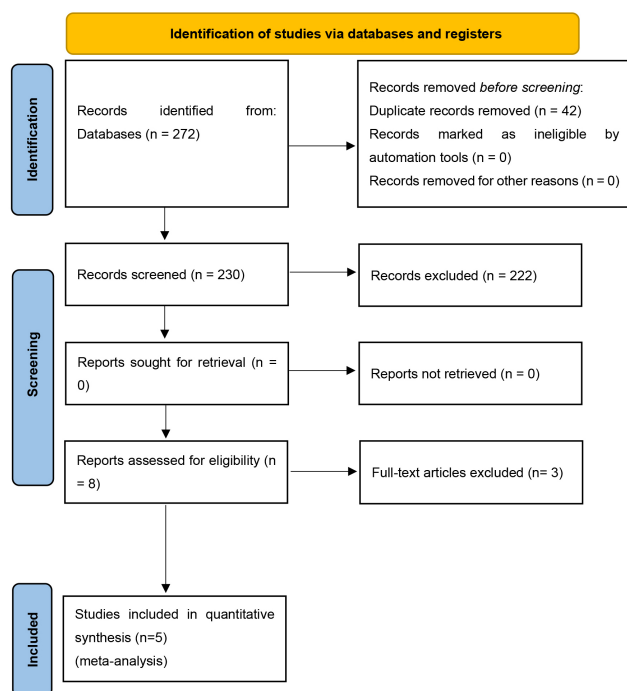 Identification of studies via databases and registers
Identification
Records identified from:
Databases (n = 272)
Records removed before screening:
Duplicate records removed (n = 42)
Records marked as ineligible by
automation tools (n = 0)
Records removed for other reasons (n = 0)
Screening
Records screened (n = 230)
Records excluded (n = 222)
Reports sought for retrieval (n =
0)
Reports not retrieved (n = 0)
Reports assessed for eligibility (n
= 8)
Full-text articles excluded (n= 3)
Included
Studies included in quantitative
synthesis (n=5)
(meta-analysis)